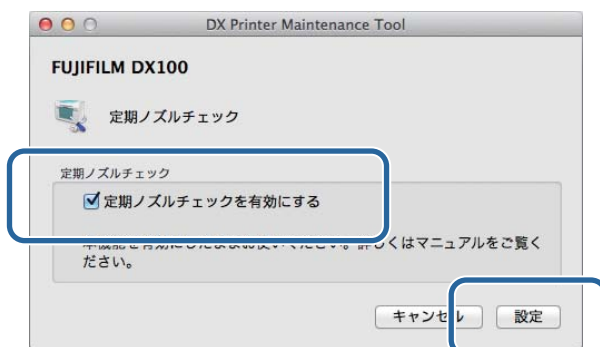 DX Printer Maintenance Tool
FUJIFILM DX100
定期ノズルチェック
定期ノズルチェック
定期ノズルチェックを有効にする
本機能を有効にしたままお使いください。詳しくはマニュアルをご覧く
ださい。
キャンセル
設定